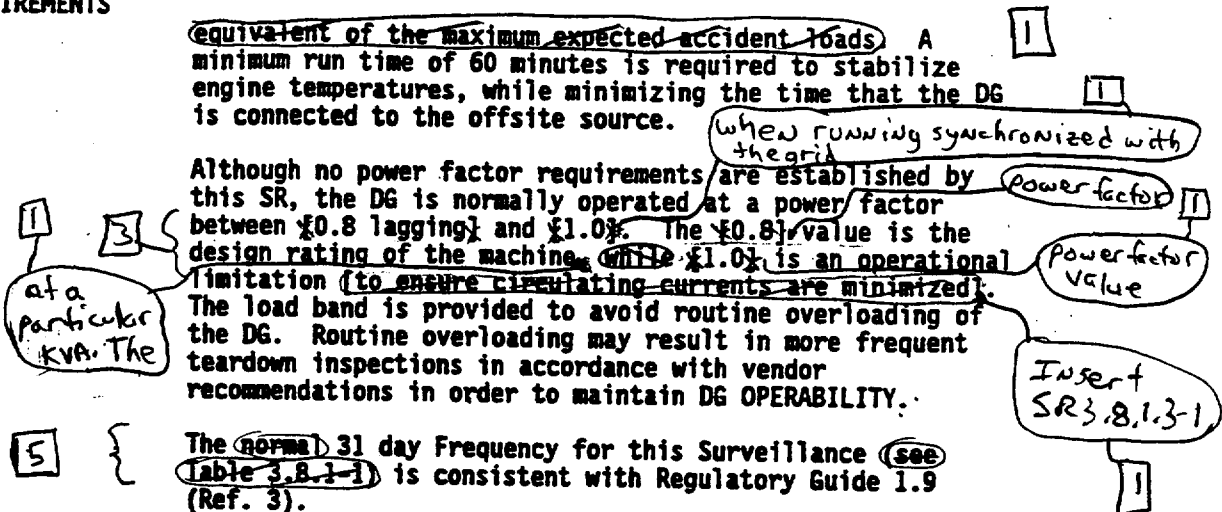 IREMENTS
equivalent of the maximum expected accident loads. A
1
minimum run time of 60 minutes is required to stabilize
engine temperatures, while minimizing the time that the DG
1
is connected to the offsite source.
when running synchronized with
the grid
Although no power factor requirements are established by
power factor
1
this SR, the DG is normally operated at a power factor
1
3
between [0.8 lagging] and [1.0]. The [0.8] value is the
design rating of the machine, while [1.0] is an operational
power factor
value
limitation [to ensure circulating currents are minimized].
at a
particular
KVA. The
The load band is provided to avoid routine overloading of
the DG. Routine overloading may result in more frequent
teardown inspections in accordance with vendor
recommendations in order to maintain DG OPERABILITY.
Insert
SR3.8.1.3-1
5
The normal 31 day Frequency for this Surveillance (see
Table 3.8.1-1) is consistent with Regulatory Guide 1.9
1
(Ref. 3).